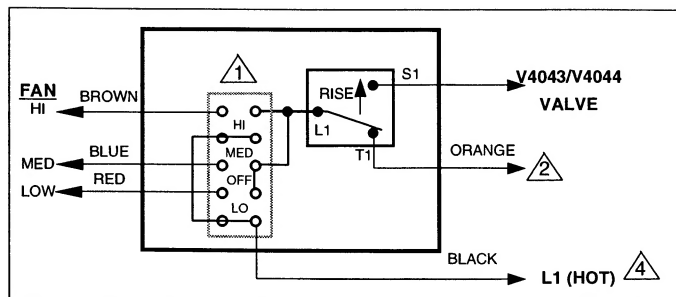 FAN
HI
BROWN
1
RISE
S1
V4043/V4044
VALVE
HI
L1
T1
ORANGE
2
MED
BLUE
MED
OFF
LOW
RED
LO
BLACK
L1 (HOT)
4